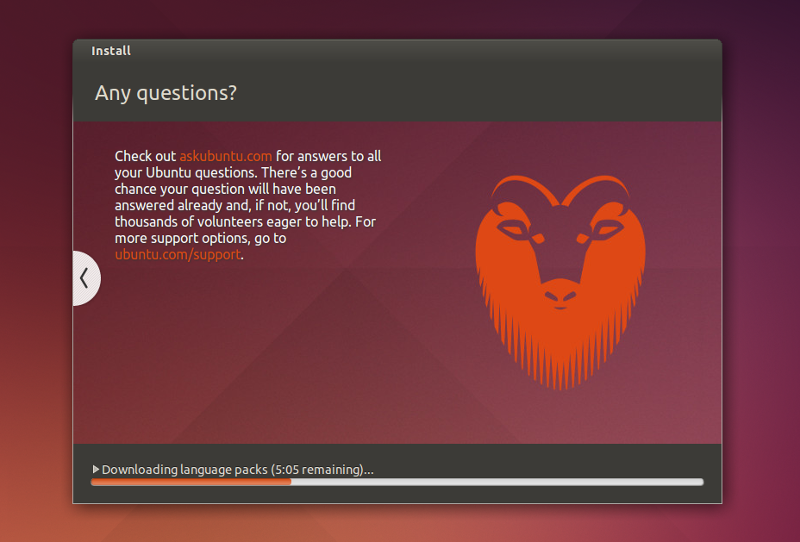 Install
Any questions?
Check out askubuntu.com for answers to all
your Ubuntu questions. There’s a good
chance your question will have been
answered already and, if not, you’ll find
thousands of volunteers eager to help. For
more support options, go to
ubuntu.com/support.
Downloading language packs (5:05 remaining)...